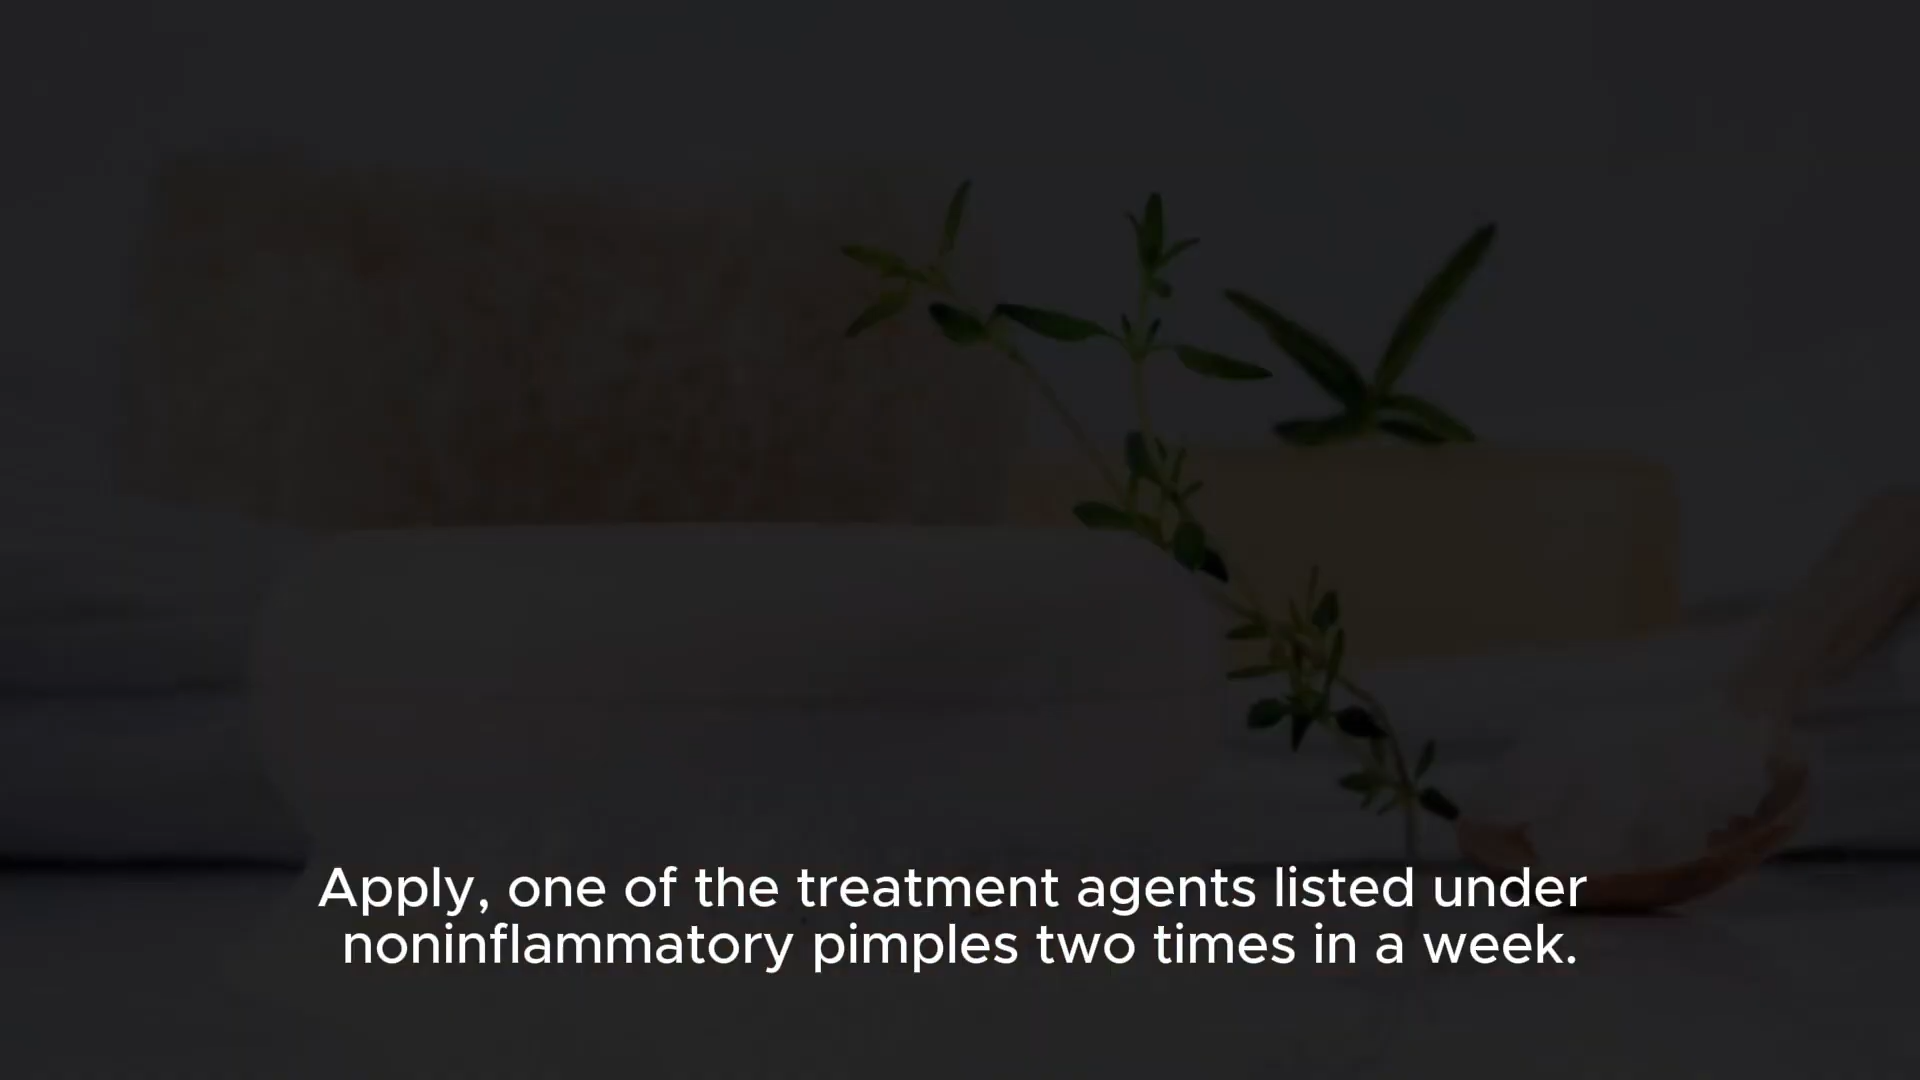 Apply, one of the treatment agents listed under
noninflammatory pimples two times in a week.